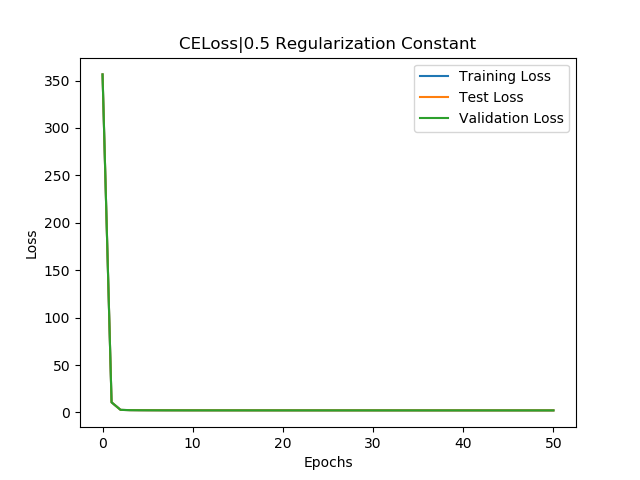 CELoss|0.5 Regularization Constant
Training Loss
Test Loss
Validation Loss
350
300
250
200
150
100
50
0
Loss
0 10 20 30 40 50
Epochs